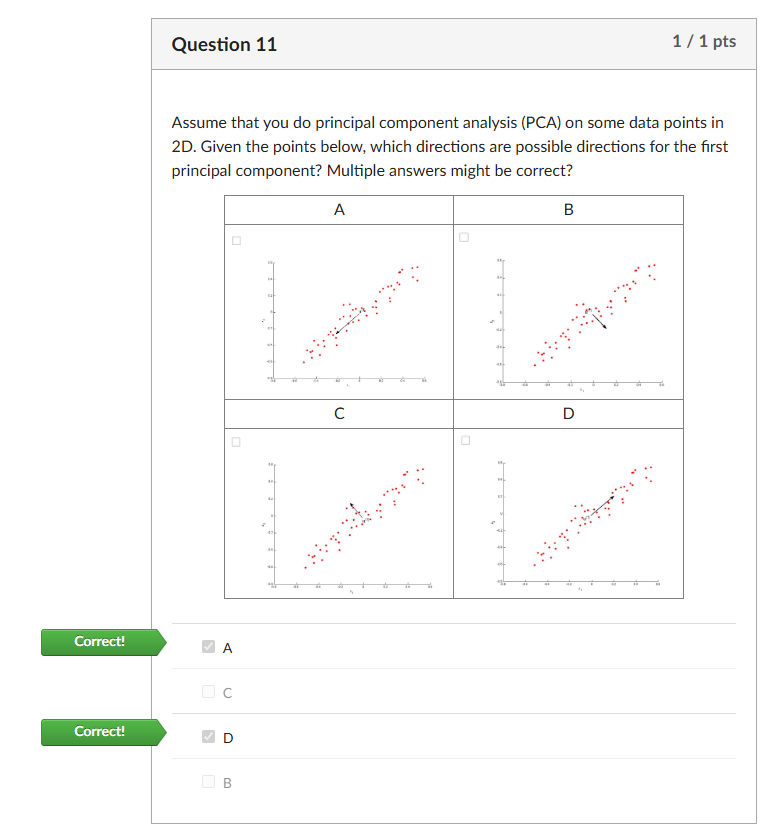 Question 11
1 / 1 pts
Assume that you do principal component analysis (PCA) on some data points in
2D. Given the points below, which directions are possible directions for the first
principal component? Multiple answers might be correct?
A
B
C
D
Correct!
A
C
Correct!
D
B